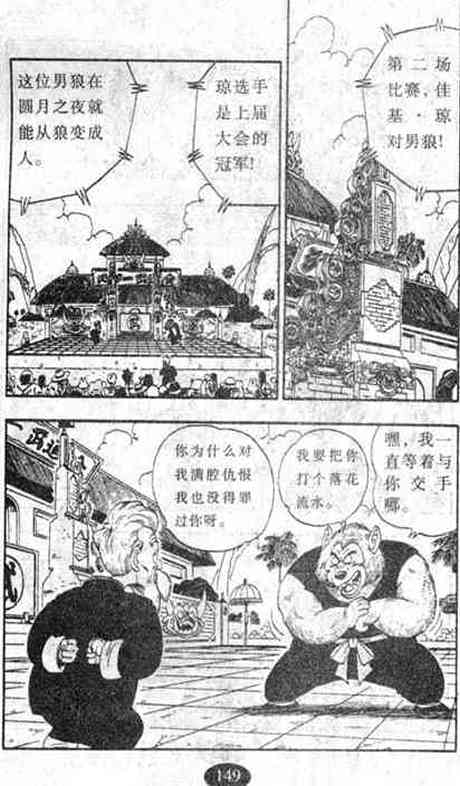 第二场
比赛，佳
基·琼
对男狼！
琼选手
是上届
大会的
冠军！
这位男狼在
圆月之夜就
能从狼变成
人。
嘿，我一
直等着与
你交手
哪。
我要把你
打个落花
流水。
你为什么对
我满腔仇恨
我也没得罪
过你呀。
149